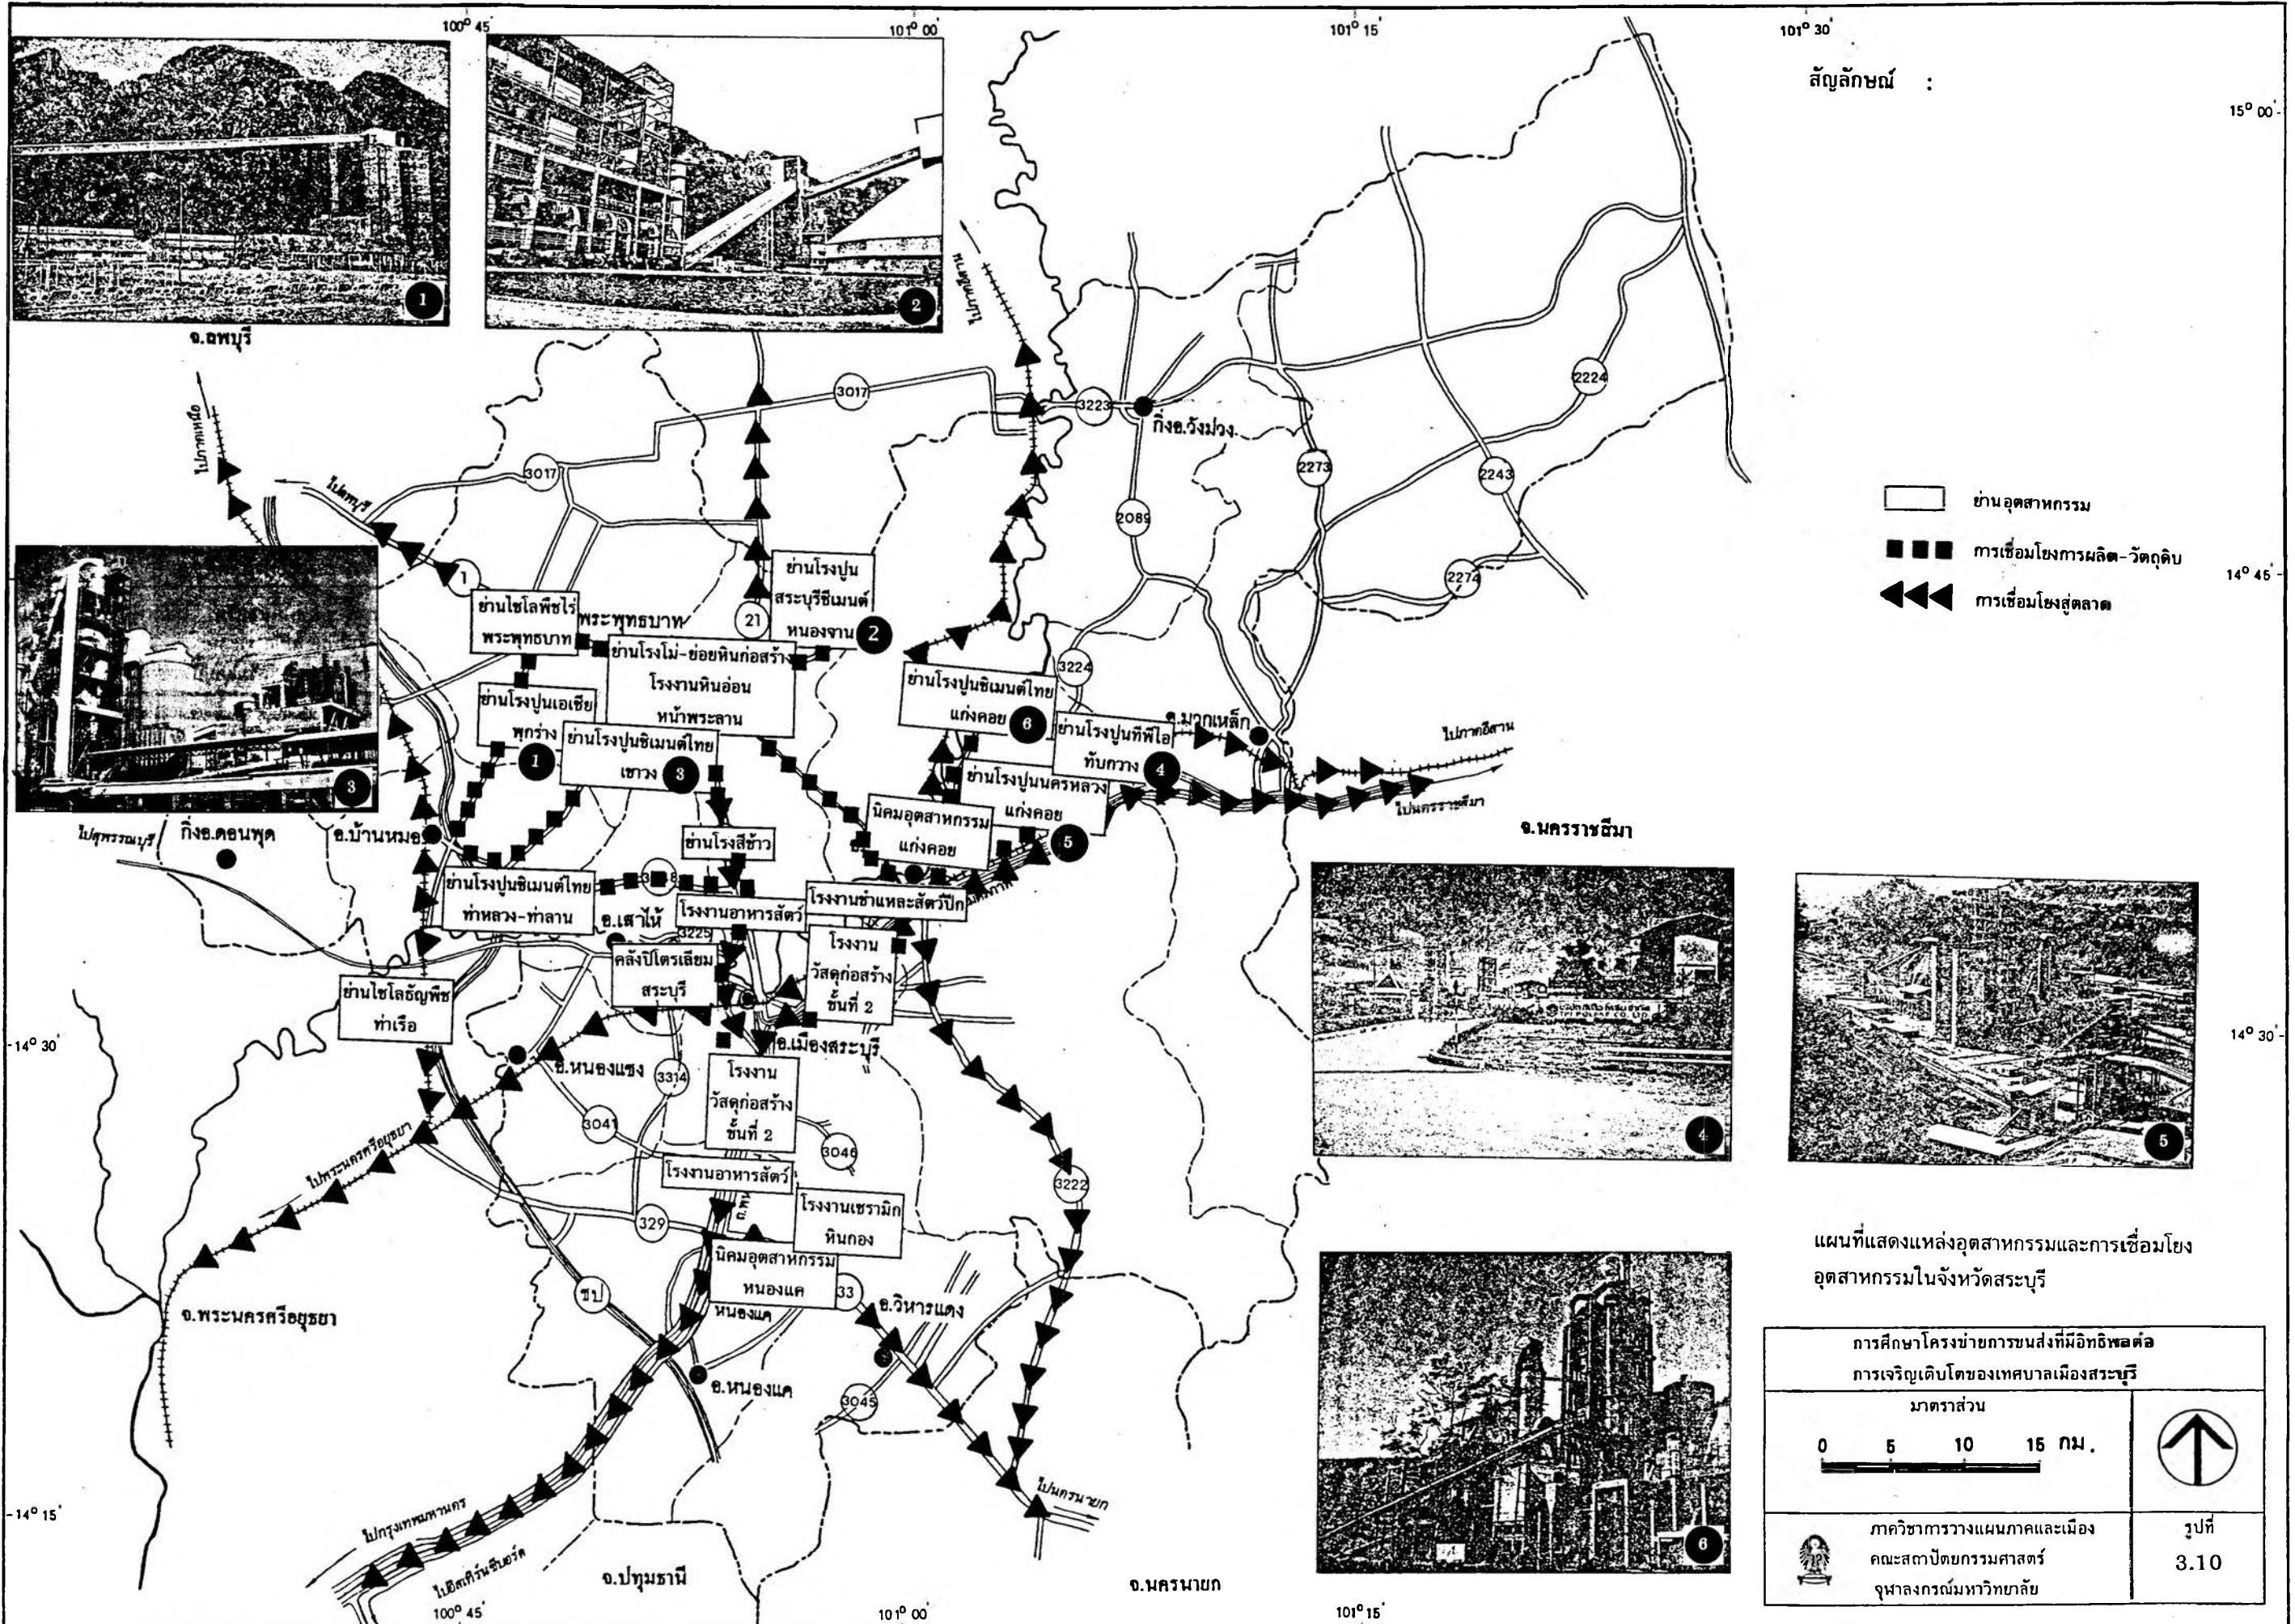 100° 45'
101° 00'
101° 15'
101° 30'
สัญลักษณ์ :
15° 00'
1
2
จ.ลพบุรี
ไปภาคเหนือ
ไปลพบุรี
3017
3017
3223
กิ่งอ.วังม่วง
2224
2273
2243
2089
2274
ย่านอุตสาหกรรม
การเชื่อมโยงการผลิต-วัตถุดิบ
การเชื่อมโยงสู่ตลาด
14° 45'
1
21
3
ย่านโรงปูน
สระบุรีซีเมนต์
หนองจาน 2
ย่านไซโลพืชไร่
พระพุทธบาท
พระพุทธบาท
ย่านโรงโม่-ย่อยหินก่อสร้าง
โรงงานหินอ่อน
หน้าพระลาน
3224
ย่านโรงปูนซิเมนต์ไทย
แก่งคอย 6
ย่านโรงปูนเอเซีย
พุกร่าง
1
ย่านโรงปูนซิเมนต์ไทย
เขาวง 3
อ.มวกเหล็ก
ย่านโรงปูนทีพีไอ
ทับกวาง 4
ไปภาคอีสาน
ไปนครราชสีมา
ย่านโรงปูนนครหลวง
แก่งคอย
5
นิคมอุตสาหกรรม
แก่งคอย
จ.นครราชสีมา
ไปสุพรรณบุรี
กิ่งอ.ดอนพุด
อ.บ้านหมอ
ย่านโรงสีข้าว
ย่านโรงปูนซิเมนต์ไทย
ท่าหลวง-ท่าลาน
โรงงานอาหารสัตว์
โรงงานชำแหละสัตว์ปีก
อ.เสาไห้
3225
คลังปิโตรเลียม
สระบุรี
โรงงาน
วัสดุก่อสร้าง
ชั้นที่ 2
ย่านไซโลธัญพืช
ท่าเรือ
14° 30'
14° 30'
อ.เมืองสระบุรี
อ.หนองแซง
3314
โรงงาน
วัสดุก่อสร้าง
ชั้นที่ 2
3041
3046
ไปพระนครศรีอยุธยา
โรงงานอาหารสัตว์
3222
4
5
329
โรงงานเซรามิก
หินกอง
นิคมอุตสาหกรรม
หนองแค
หนองแค
33
ชป
อ.วิหารแดง
จ.พระนครศรีอยุธยา
อ.หนองแค
3045
แผนที่แสดงแหล่งอุตสาหกรรมและการเชื่อมโยง
อุตสาหกรรมในจังหวัดสระบุรี
การศึกษาโครงข่ายการขนส่งที่มีอิทธิพลต่อ
การเจริญเติบโตของเทศบาลเมืองสระบุรี
มาตราส่วน
0 5 10 15 กม.
14° 15'
ไปกรุงเทพมหานคร
ไปอีสเทิร์นซีบอร์ด
ไปนครนายก
6
จ.ปทุมธานี
จ.นครนายก
ภาควิชาการวางแผนภาคและเมือง
คณะสถาปัตยกรรมศาสตร์
จุฬาลงกรณ์มหาวิทยาลัย
รูปที่
3.10
100° 45'
101° 00'
101° 15'